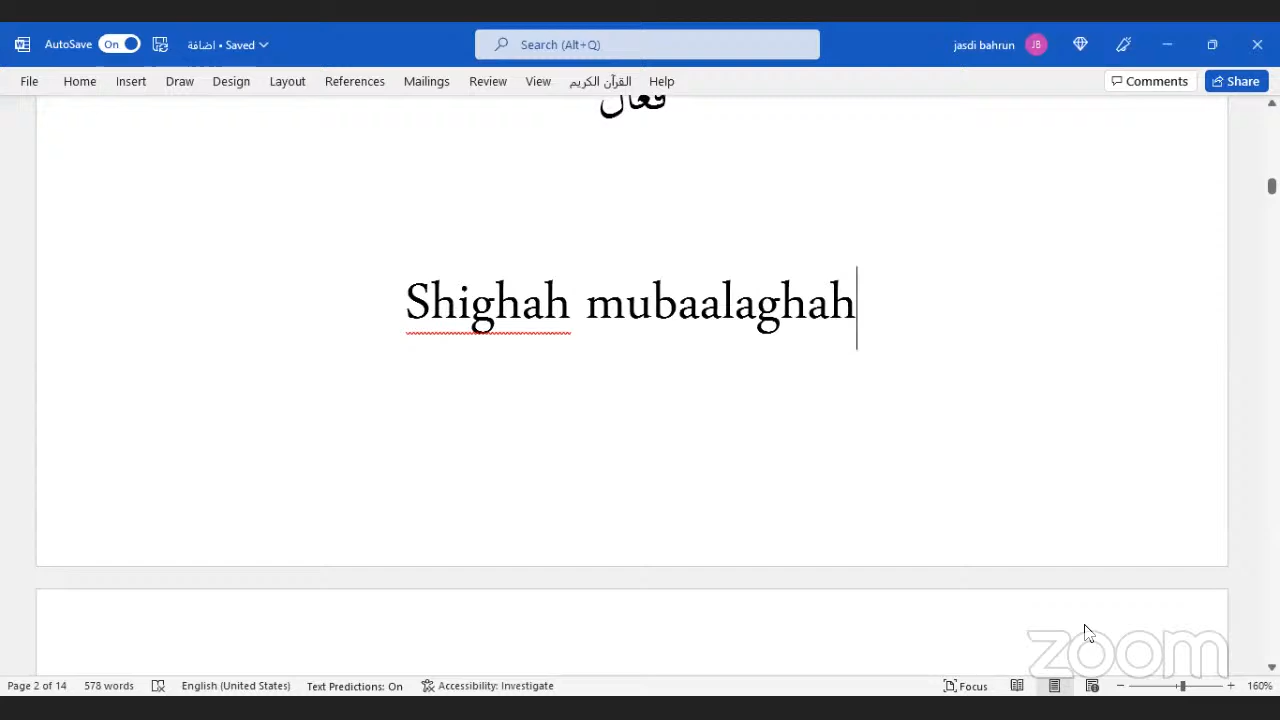 AutoSave On اضافة • Saved Search (Alt+Q) jasdi bahrun JB
File Home Insert Draw Design Layout References Mailings Review View القرآن الكريم Help Comments Share
فعال
Shighah mubaalaghah
zoom
Page 2 of 14 578 words English (United States) Text Predictions: On Accessibility: Investigate Focus 160%